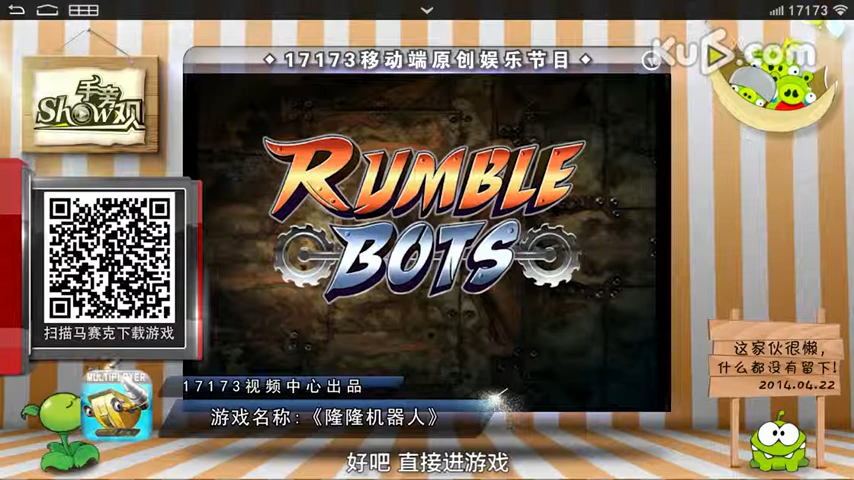 17173
17173移动端原创娱乐节目
Ku6.com
手旁
Show观
RUMBLE
BOTS
扫描马赛克下载游戏
这家伙很懒,
什么都没有留下!
2014.04.22
MULTIPLAYER
17173视频中心出品
游戏名称:《隆隆机器人》
好吧 直接进游戏